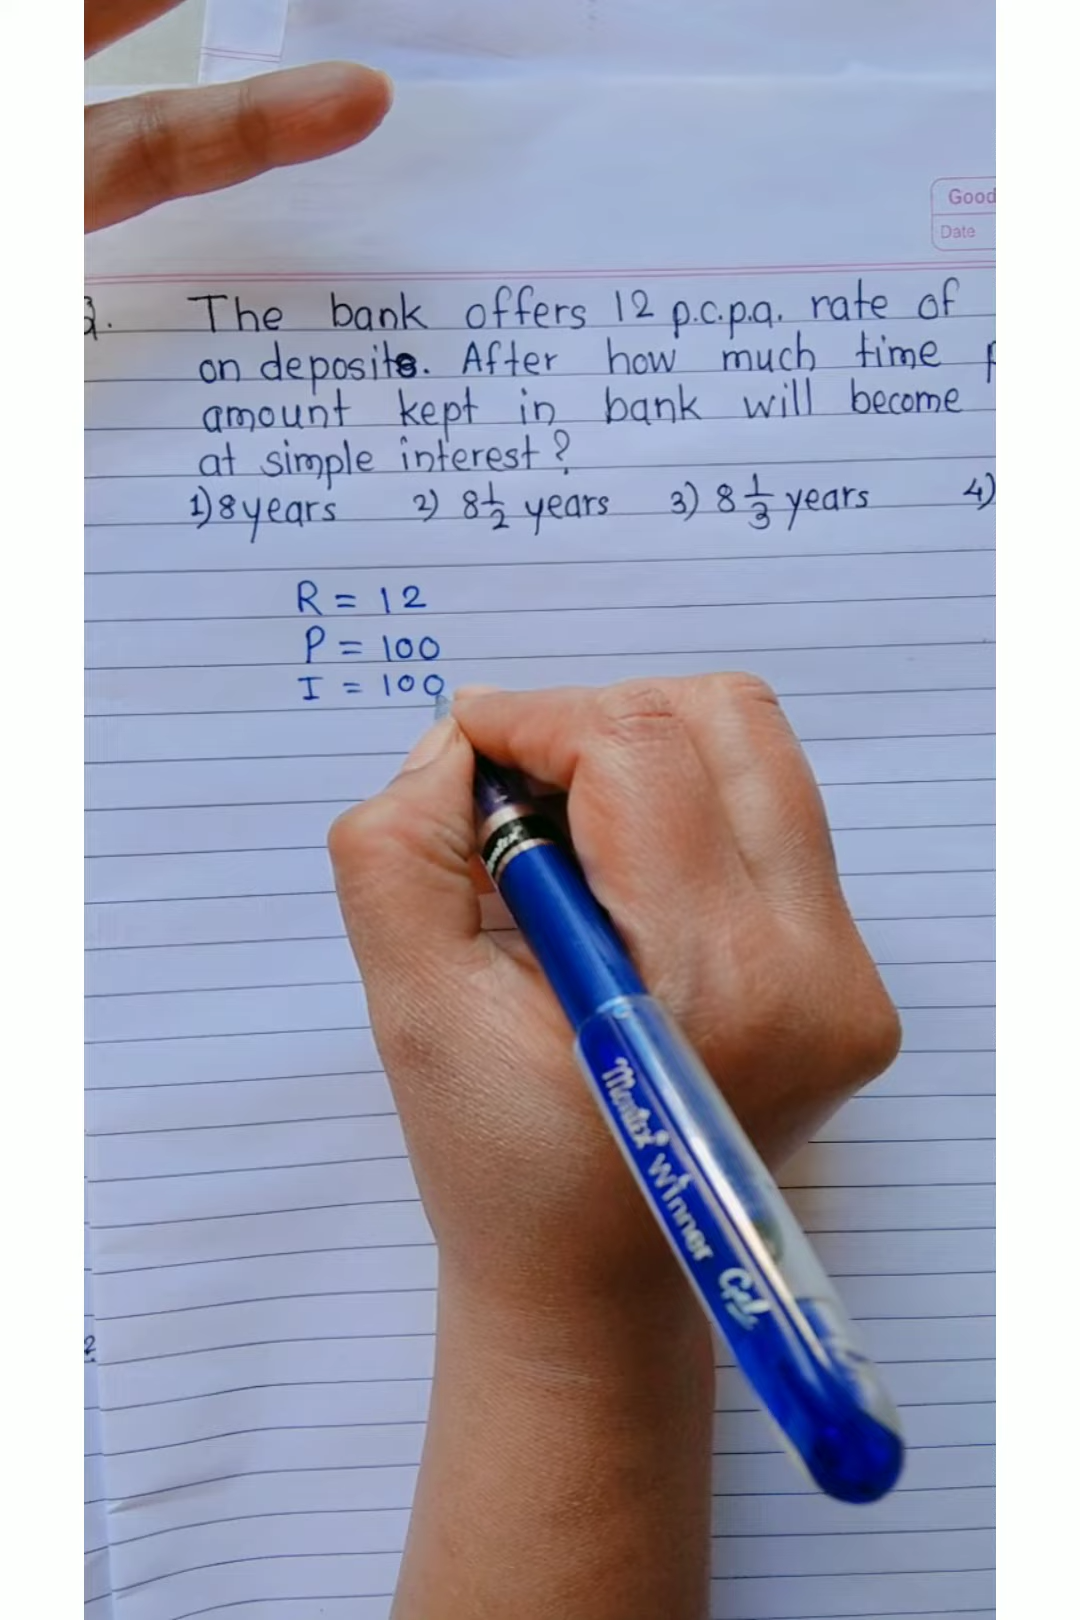 Good
Date
The bank offers 12 p.c.p.a. rate of
on deposits. After how much time
amount kept in bank will become
at simple interest?
1) 8 years 2) 8 1/2 years 3) 8 1/3 years 4)
R = 12
P = 100
I = 100
Montex winner Gel